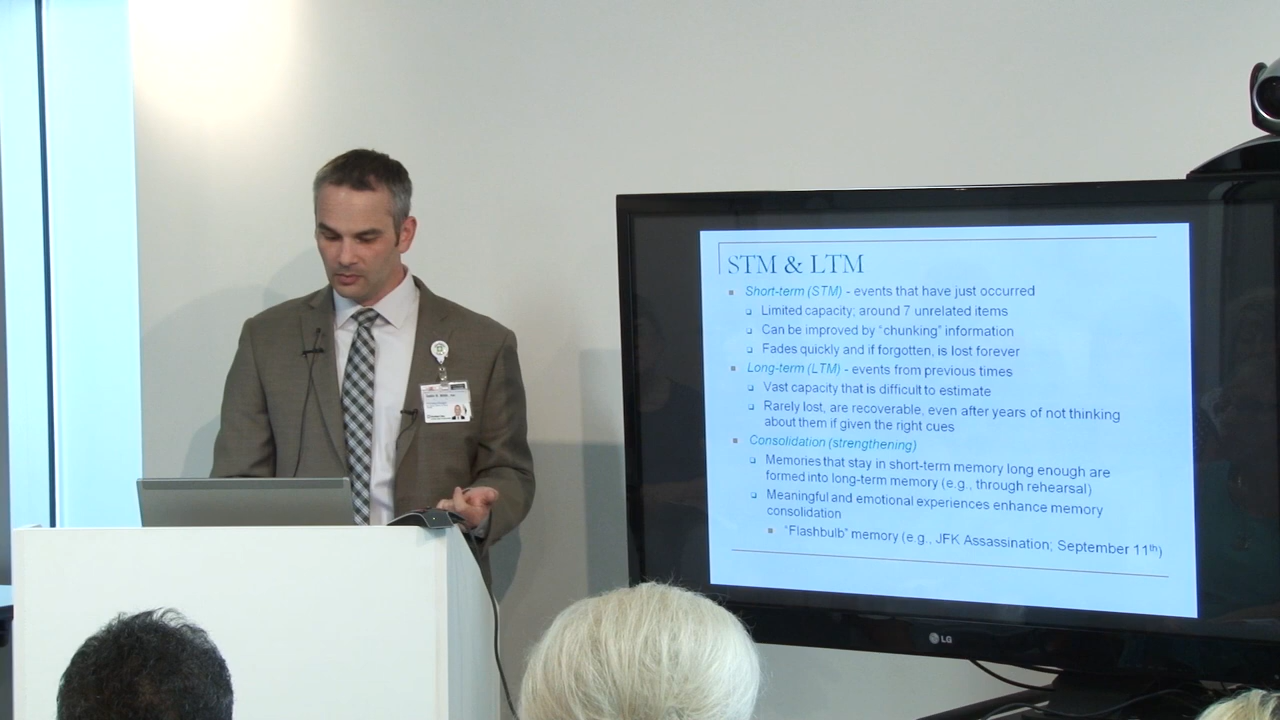 STM & LTM
Short-term (STM) - events that have just occurred
Limited capacity; around 7 unrelated items
Can be improved by “chunking” information
Fades quickly and if forgotten, is lost forever
Long-term (LTM) - events from previous times
Vast capacity that is difficult to estimate
Rarely lost, are recoverable, even after years of not thinking
about them if given the right cues
Consolidation (strengthening)
Memories that stay in short-term memory long enough are
formed into long-term memory (e.g., through rehearsal)
Meaningful and emotional experiences enhance memory
consolidation
“Flashbulb” memory (e.g., JFK Assassination; September 11th)
LG